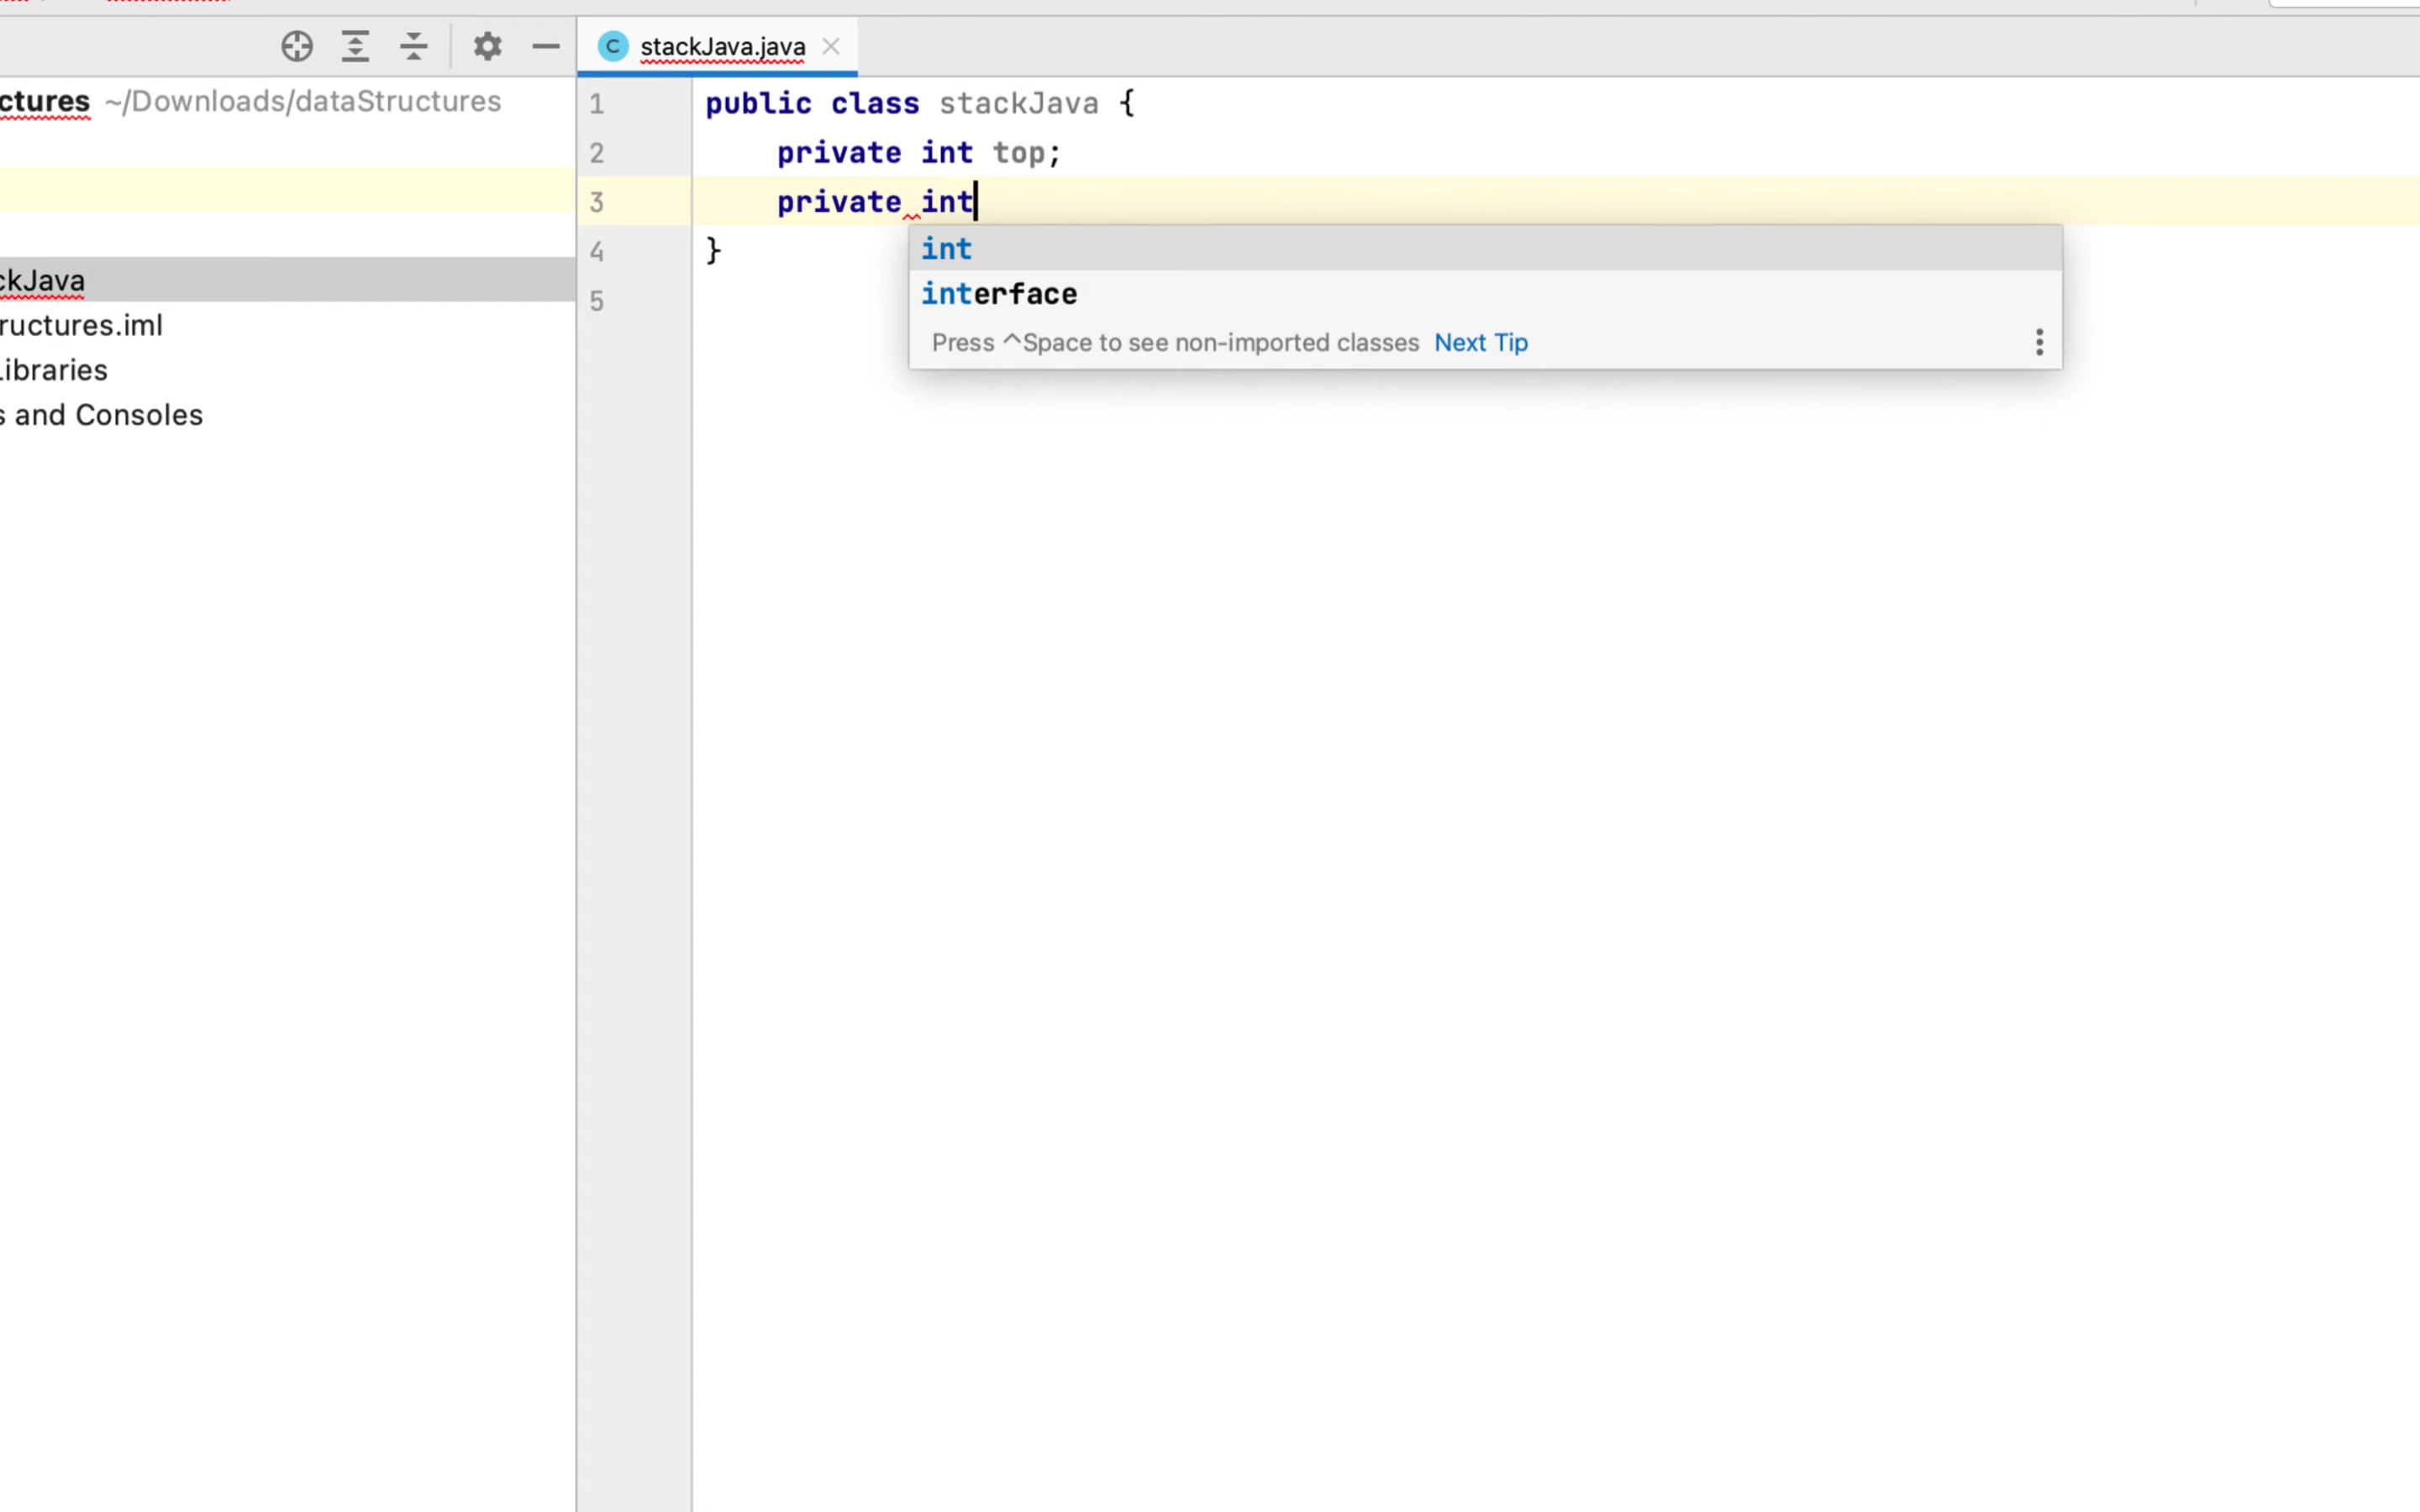 stackJava.java
ctures ~/Downloads/dataStructures
ckJava
ructures.iml
Libraries
s and Consoles
1 public class stackJava {
2 private int top;
3 private int
4 }
5
int
interface
Press ^Space to see non-imported classes Next Tip